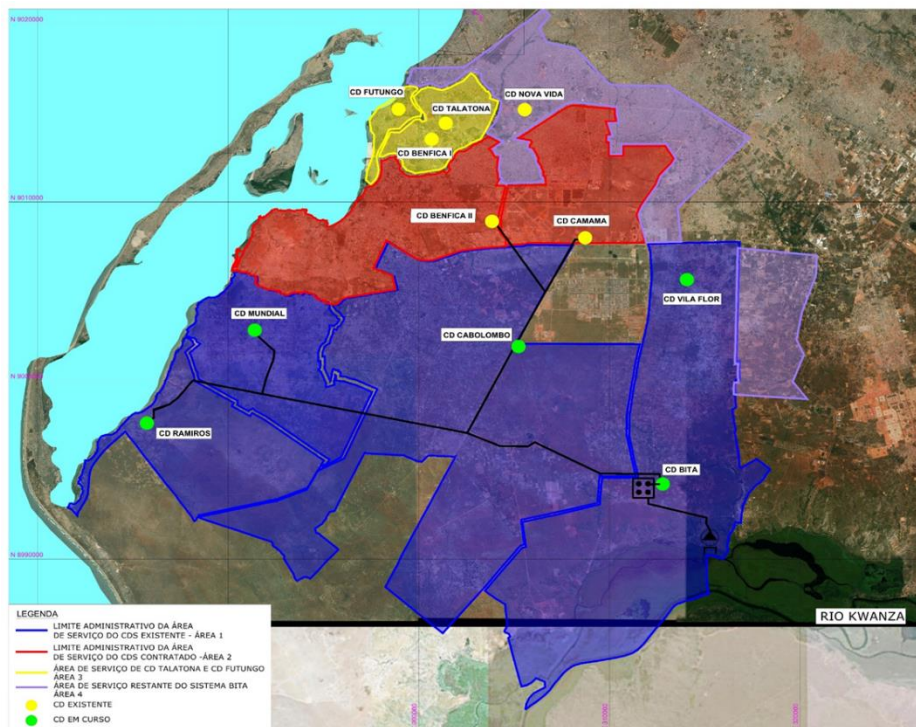 N 9020000
CD FUTUNGO
CD NOVA VIDA
CD TALATONA
CD BENFICA I
N 9010000
CD BENFICA II
CD CAMAMA
CD VILA FLOR
CD MUNDIAL
CD CABOLOMBO
CD RAMIROS
CD BITA
N 8990000
RIO KWANZA
LEGENDA
LIMITE ADMINISTRATIVO DA ÁREA
DE SERVIÇO DO CDS EXISTENTE - ÁREA 1
LIMITE ADMINISTRATIVO DA ÁREA
DE SERVIÇO DO CDS CONTRATADO -ÁREA 2
ÁREA DE SERVIÇO DE CD TALATONA E CD FUTUNGO
ÁREA 3
ÁREA DE SERVIÇO RESTANTE DO SISTEMA BITA
ÁREA 4
CD EXISTENTE
CD EM CURSO